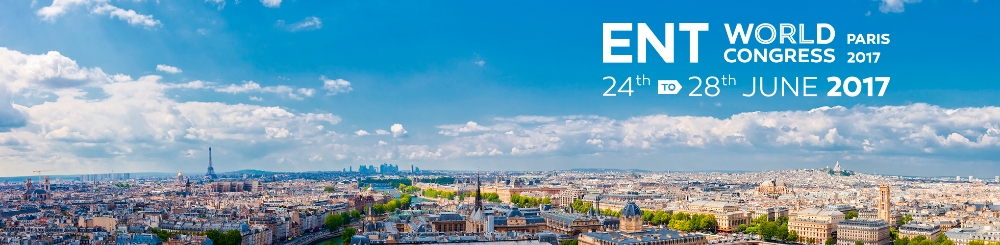 ENT WORLD CONGRESS PARIS 2017
24th TO 28th JUNE 2017